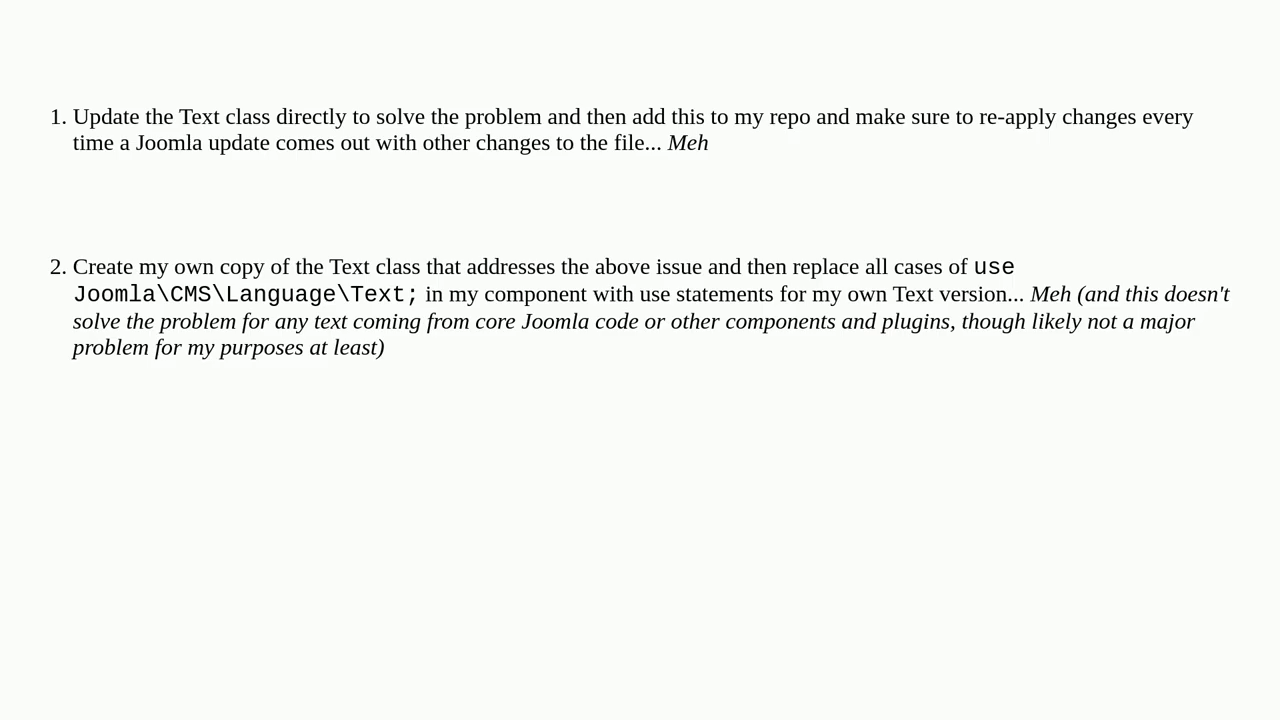 1. Update the Text class directly to solve the problem and then add this to my repo and make sure to re-apply changes every
time a Joomla update comes out with other changes to the file... Meh
2. Create my own copy of the Text class that addresses the above issue and then replace all cases of use
Joomla\CMS\Language\Text; in my component with use statements for my own Text version... Meh (and this doesn't
solve the problem for any text coming from core Joomla code or other components and plugins, though likely not a major
problem for my purposes at least)